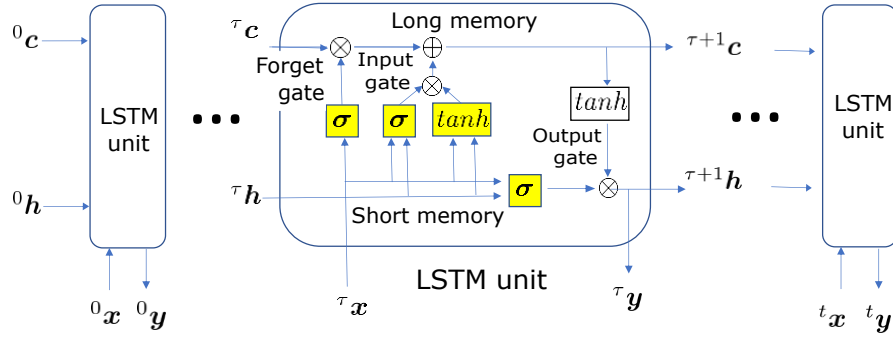 ⁰c
LSTM
unit
⁰h
⁰x ⁰y
...
τc
Long memory
Forget
gate
Input
gate
σ
σ
tanh
tanh
Output
gate
σ
τh
Short memory
LSTM unit
τx
τy
τ+1c
τ+1h
...
LSTM
unit
ᵗx ᵗy